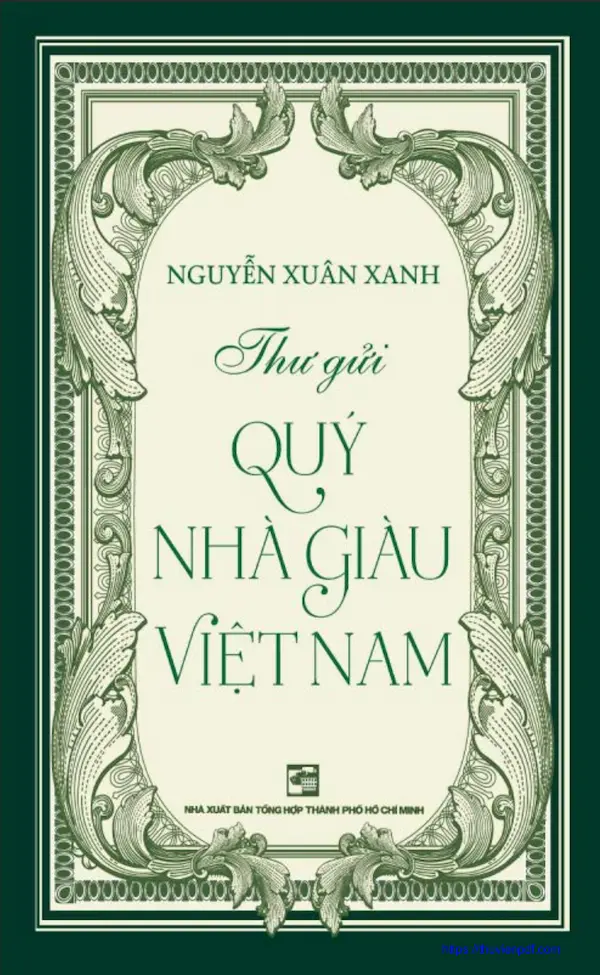 NGUYỄN XUÂN XANH
Thư gửi
QUÝ
NHÀ GIÀU
VIỆT NAM
NHÀ XUẤT BẢN TỔNG HỢP THÀNH PHỐ HỒ CHÍ MINH